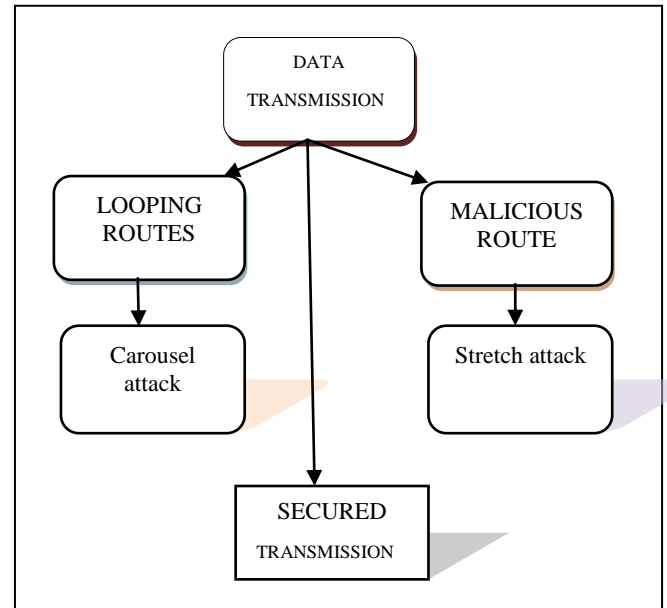 DATA
TRANSMISSION
LOOPING
ROUTES
MALICIOUS
ROUTE
Carousel
attack
Stretch attack
SECURED
TRANSMISSION